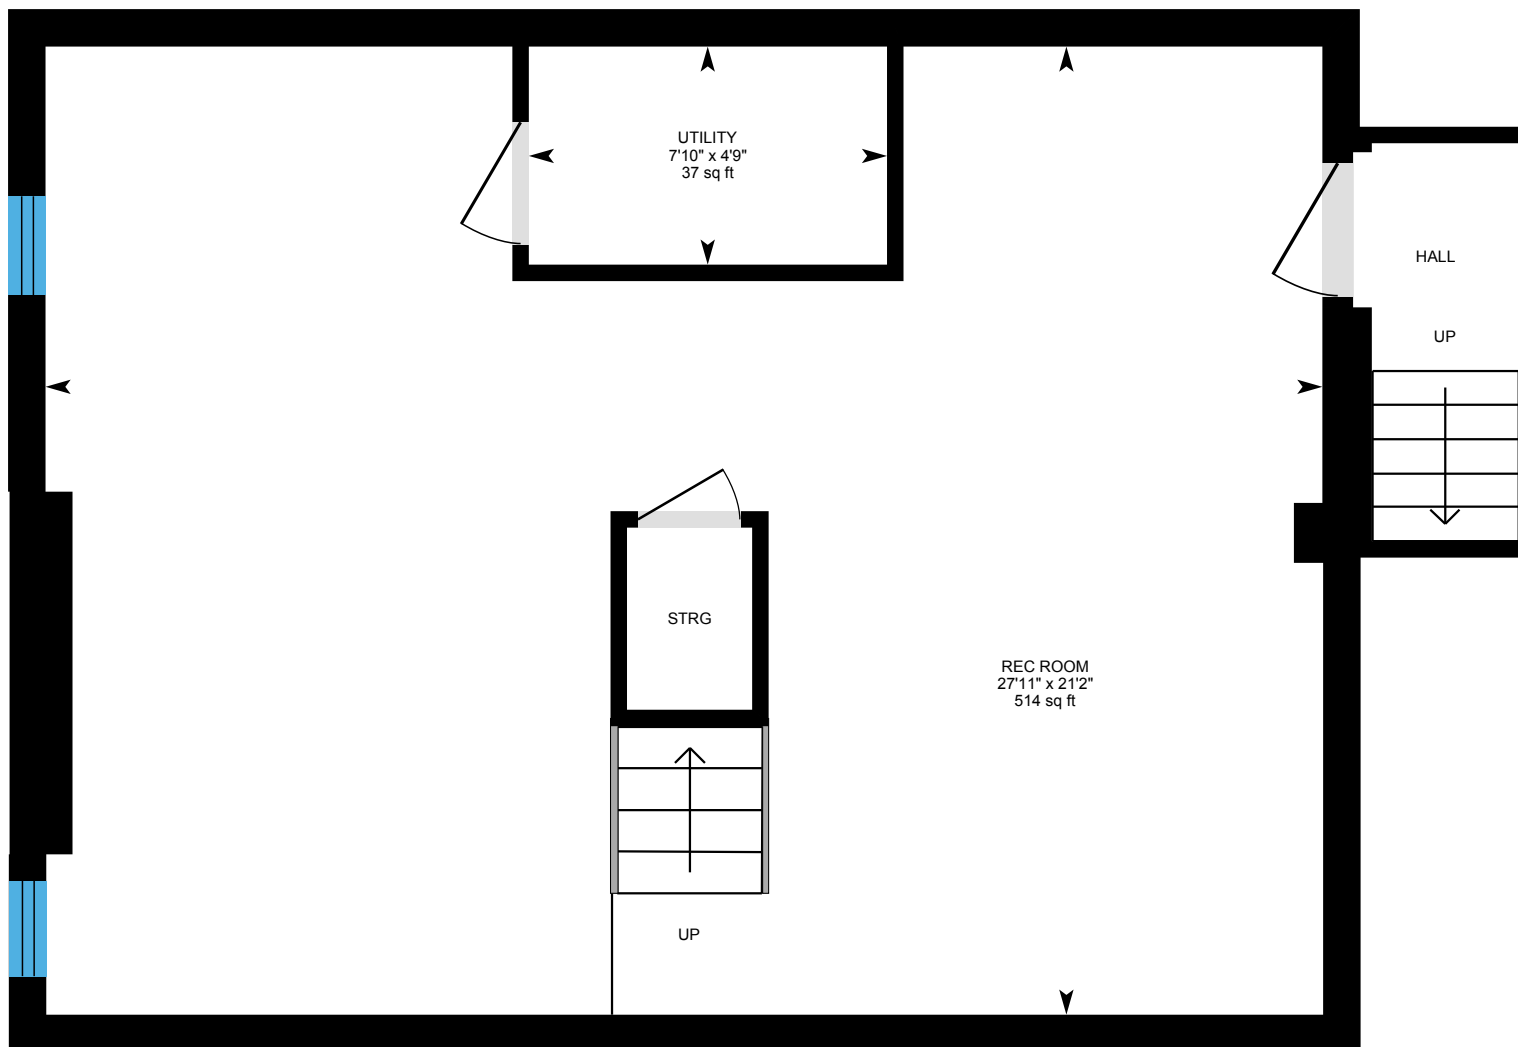 UTILITY
7'10" x 4'9"
37 sq ft
HALL
UP
STRG
REC ROOM
27'11" x 21'2"
514 sq ft
UP